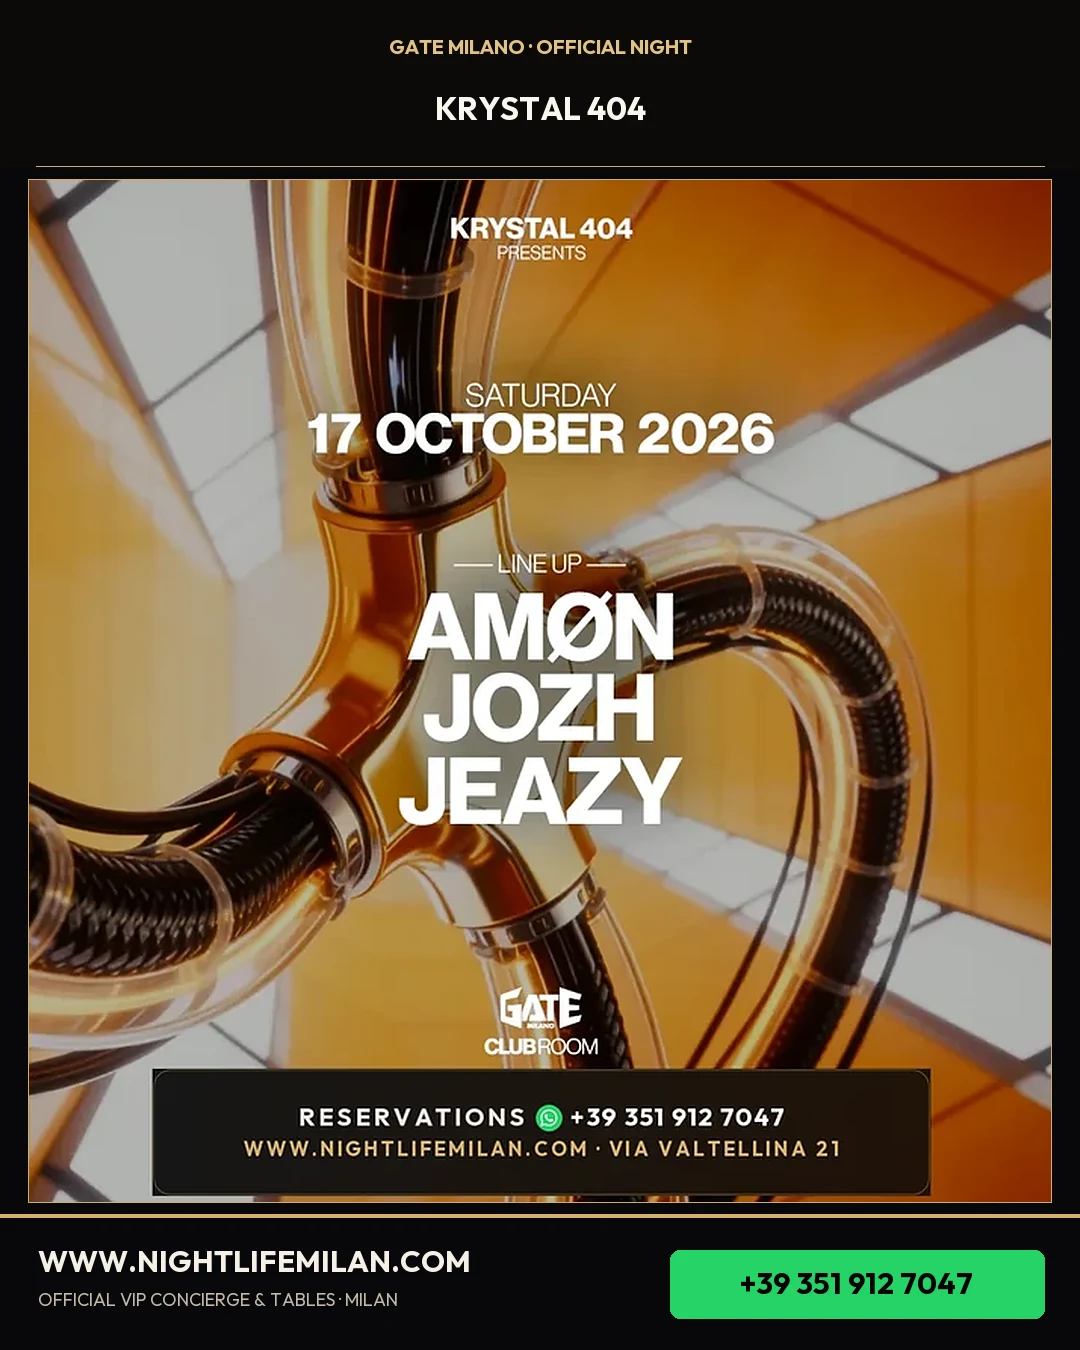 GATE MILANO · OFFICIAL NIGHT
KRYSTAL 404
KRYSTAL 404
PRESENTS
SATURDAY
17 OCTOBER 2026
LINE UP
AMØN
JOZH
JEAZY
GATE
MILANO
CLUBROOM
RESERVATIONS +39 351 912 7047
WWW.NIGHTLIFEMILAN.COM · VIA VALTELLINA 21
WWW.NIGHTLIFEMILAN.COM
OFFICIAL VIP CONCIERGE & TABLES · MILAN
+39 351 912 7047